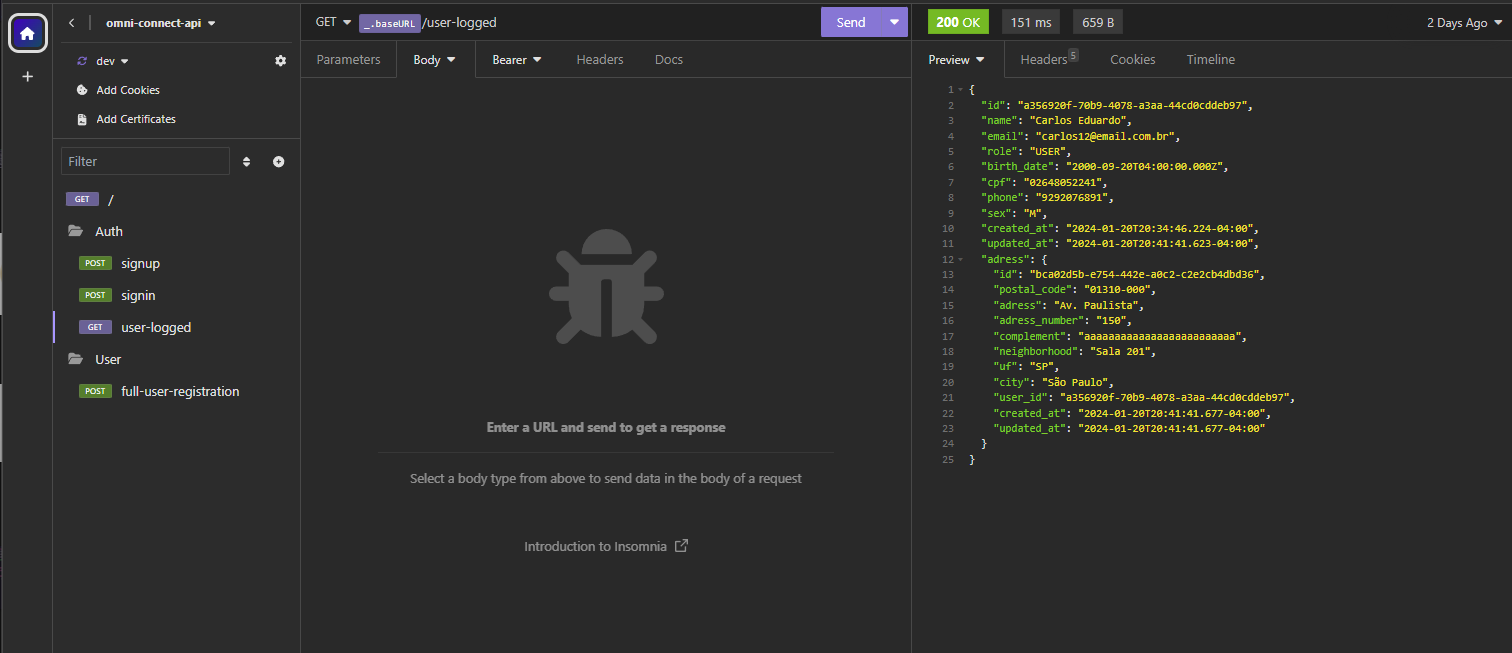 omni-connect-api
dev
Add Cookies
Add Certificates
Filter
GET /
Auth
POST signup
POST signin
GET user-logged
User
POST full-user-registration
GET _.baseURL/user-logged
Send
Parameters
Body
Bearer
Headers
Docs
Enter a URL and send to get a response
Select a body type from above to send data in the body of a request
Introduction to Insomnia
200 OK
151 ms
659 B
2 Days Ago
Preview
Headers 5
Cookies
Timeline
1 {
2 "id": "a356920f-70b9-4078-a3aa-44cd0cddeb97",
3 "name": "Carlos Eduardo",
4 "email": "carlos12@email.com.br",
5 "role": "USER",
6 "birth_date": "2000-09-20T04:00:00.000Z",
7 "cpf": "02648052241",
8 "phone": "9292076891",
9 "sex": "M",
10 "created_at": "2024-01-20T20:34:46.224-04:00",
11 "updated_at": "2024-01-20T20:41:41.623-04:00",
12 "adress": {
13 "id": "bca02d5b-e754-442e-a0c2-c2e2cb4dbd36",
14 "postal_code": "01310-000",
15 "adress": "Av. Paulista",
16 "adress_number": "150",
17 "complement": "aaaaaaaaaaaaaaaaaaaaaaaaa",
18 "neighborhood": "Sala 201",
19 "uf": "SP",
20 "city": "São Paulo",
21 "user_id": "a356920f-70b9-4078-a3aa-44cd0cddeb97",
22 "created_at": "2024-01-20T20:41:41.677-04:00",
23 "updated_at": "2024-01-20T20:41:41.677-04:00"
24 }
25 }